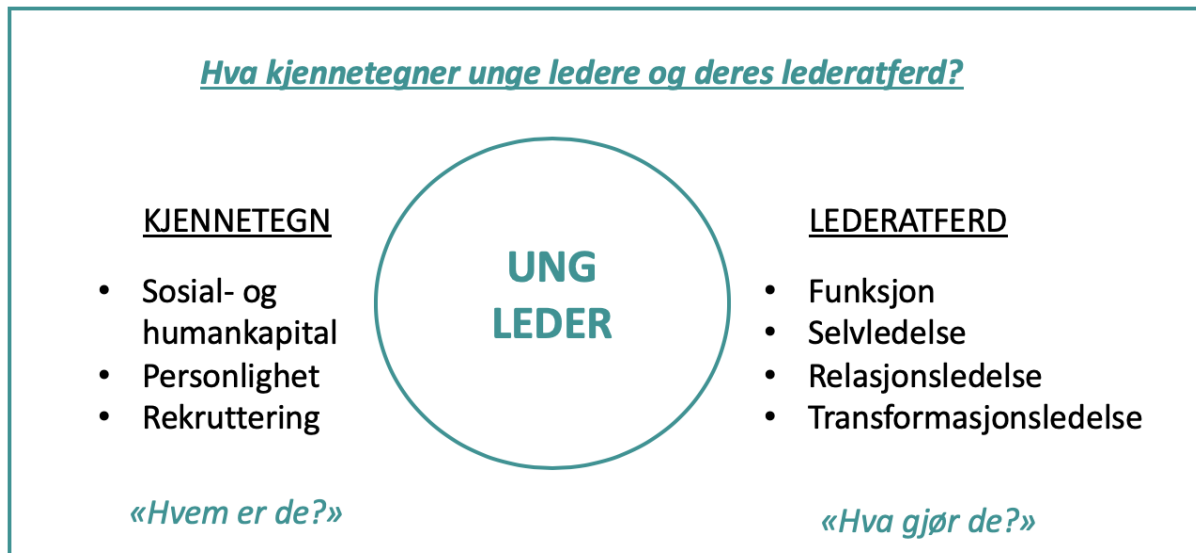 Hva kjennetegner unge ledere og deres lederatferd?
KJENNETEGN
• Sosial- og
humankapital
• Personlighet
• Rekruttering
«Hvem er de?»
UNG
LEDER
LEDERATFERD
• Funksjon
• Selvledelse
• Relasjonsledelse
• Transformasjonsledelse
«Hva gjør de?»